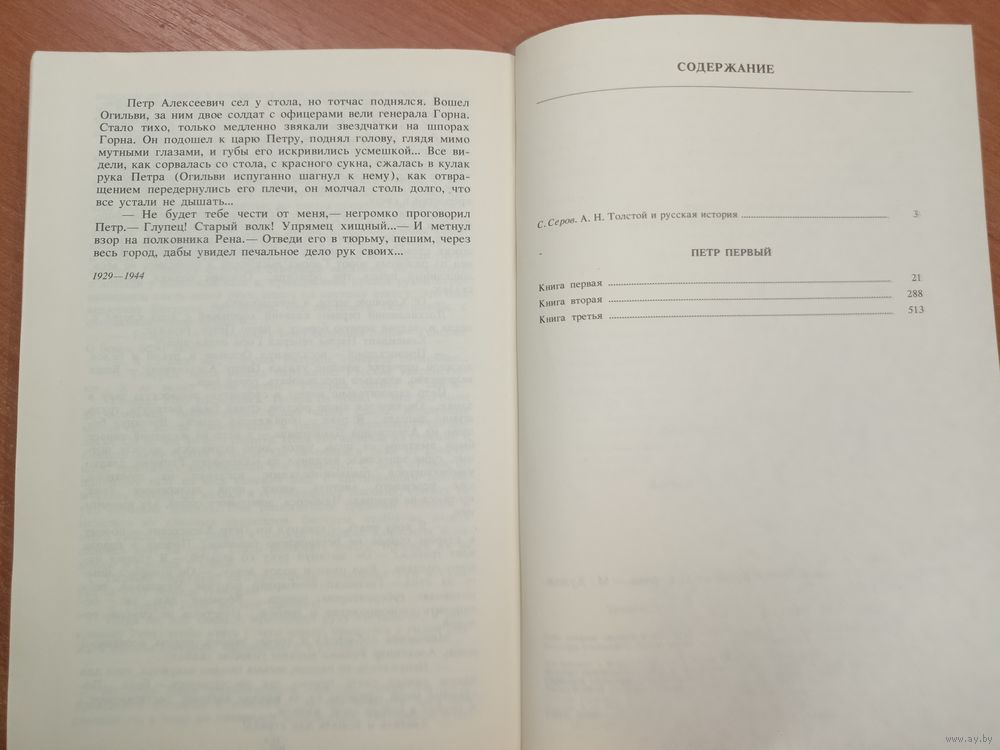 Петр Алексеевич сел у стола, но тотчас поднялся. Вошел
Огильви, за ним двое солдат с офицерами вели генерала Горна.
Стало тихо, только медленно звякали звездчатки на шпорах
Горна. Он подошел к царю Петру, поднял голову, глядя мимо
мутными глазами, и губы его искривились усмешкой... Все ви-
дели, как сорвалась со стола, с красного сукна, сжалась в кулак
рука Петра (Огильви испуганно шагнул к нему), как отвра-
щением передернулись его плечи, он молчал столь долго, что
все устали не дышать...
— Не будет тебе чести от меня,— негромко проговорил
Петр.— Глупец! Старый волк! Упрямец хищный...— И метнул
взор на полковника Рена.— Отведи его в тюрьму, пешим, через
весь город, дабы увидел печальное дело рук своих...
1929—1944
СОДЕРЖАНИЕ
С. Серов. А. Н. Толстой и русская история 3
ПЕТР ПЕРВЫЙ
Книга первая 21
Книга вторая 288
Книга третья 513
www.ay.by